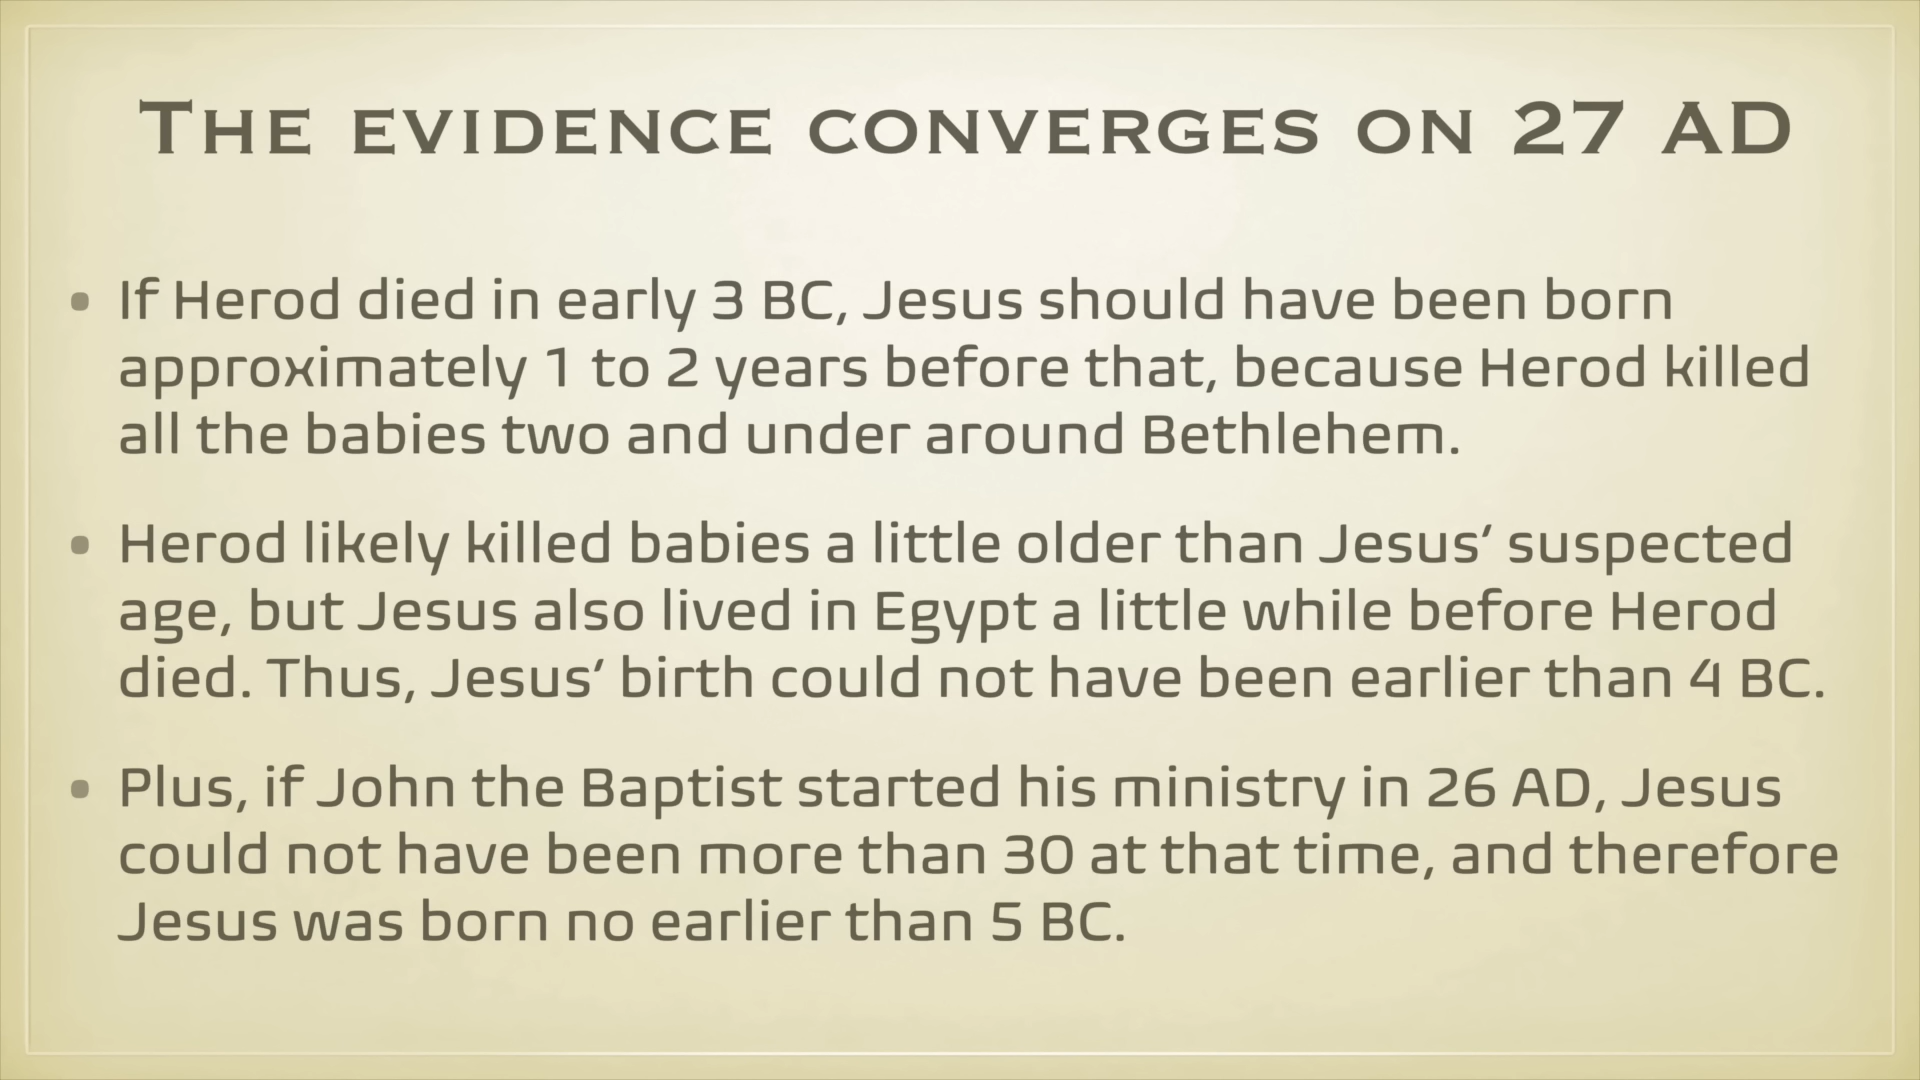 The evidence converges on 27 AD
• If Herod died in early 3 BC, Jesus should have been born
approximately 1 to 2 years before that, because Herod killed
all the babies two and under around Bethlehem.
• Herod likely killed babies a little older than Jesus’ suspected
age, but Jesus also lived in Egypt a little while before Herod
died. Thus, Jesus’ birth could not have been earlier than 4 BC.
• Plus, if John the Baptist started his ministry in 26 AD, Jesus
could not have been more than 30 at that time, and therefore
Jesus was born no earlier than 5 BC.